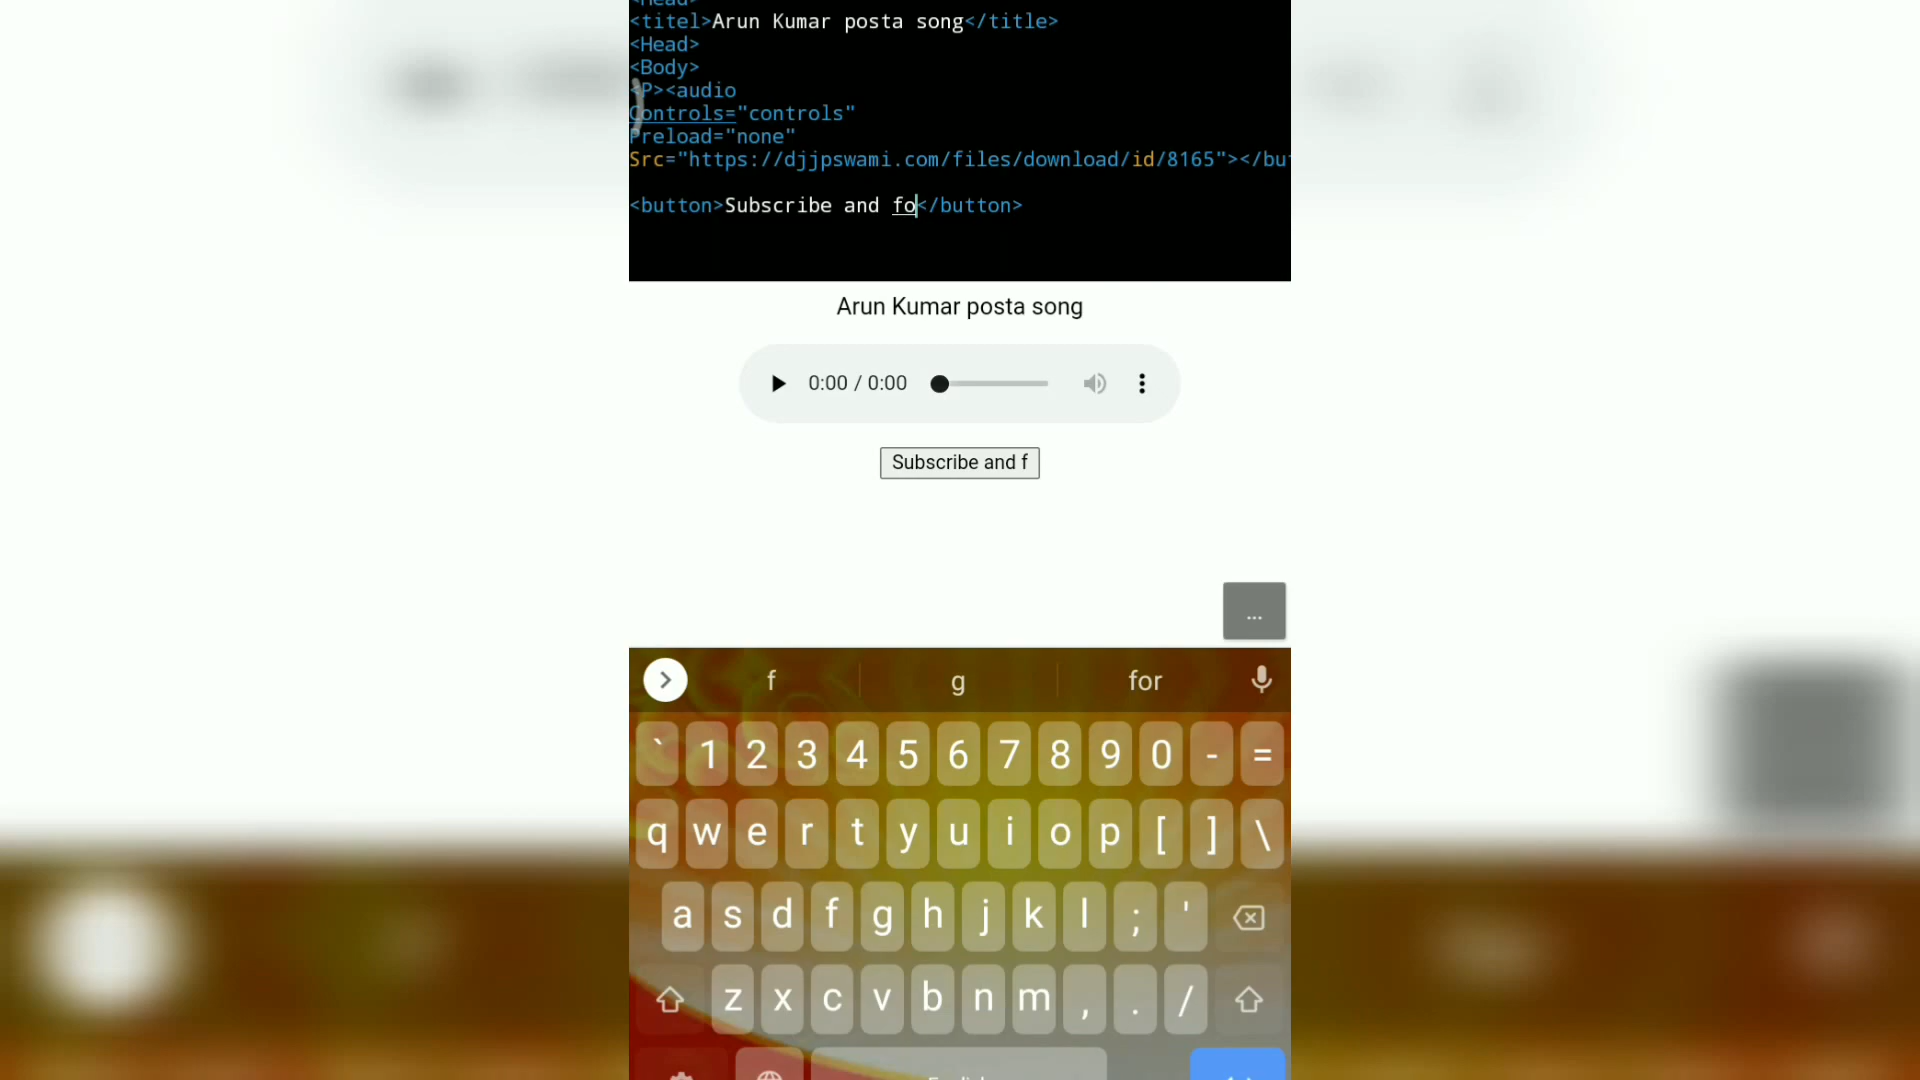 <Head>
<titel>Arun Kumar posta song</title>
<Head>
<Body>
<P><audio
Controls="controls"
Preload="none"
Src="https://djjpswami.com/files/download/id/8165"></bu
<button>Subscribe and fo</button>
Arun Kumar posta song
0:00 / 0:00
Subscribe and f
...
f g for
` 1 2 3 4 5 6 7 8 9 0 - =
q w e r t y u i o p [ ] \
a s d f g h j k l ; '
z x c v b n m , . /